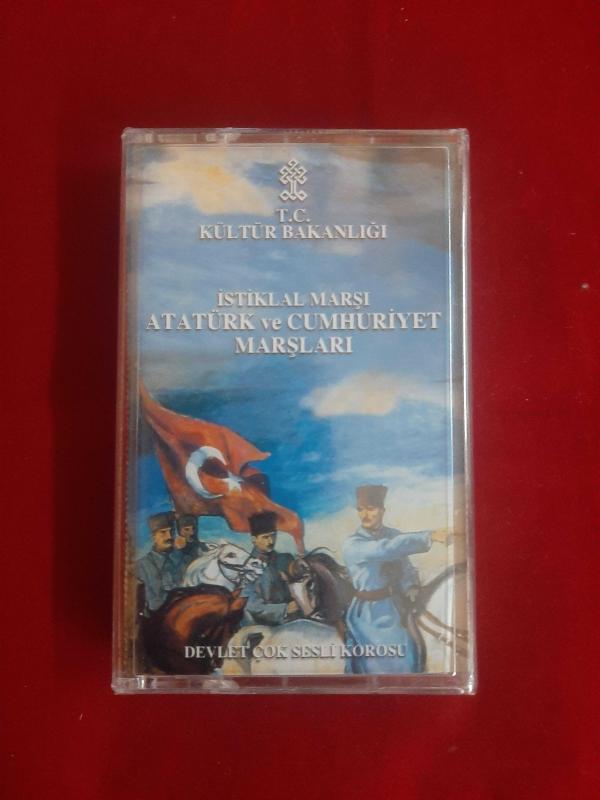 T.C.
KÜLTÜR BAKANLIĞI
İSTİKLAL MARŞI
ATATÜRK ve CUMHURİYET
MARŞLARI
DEVLET ÇOK SESLİ KOROSU